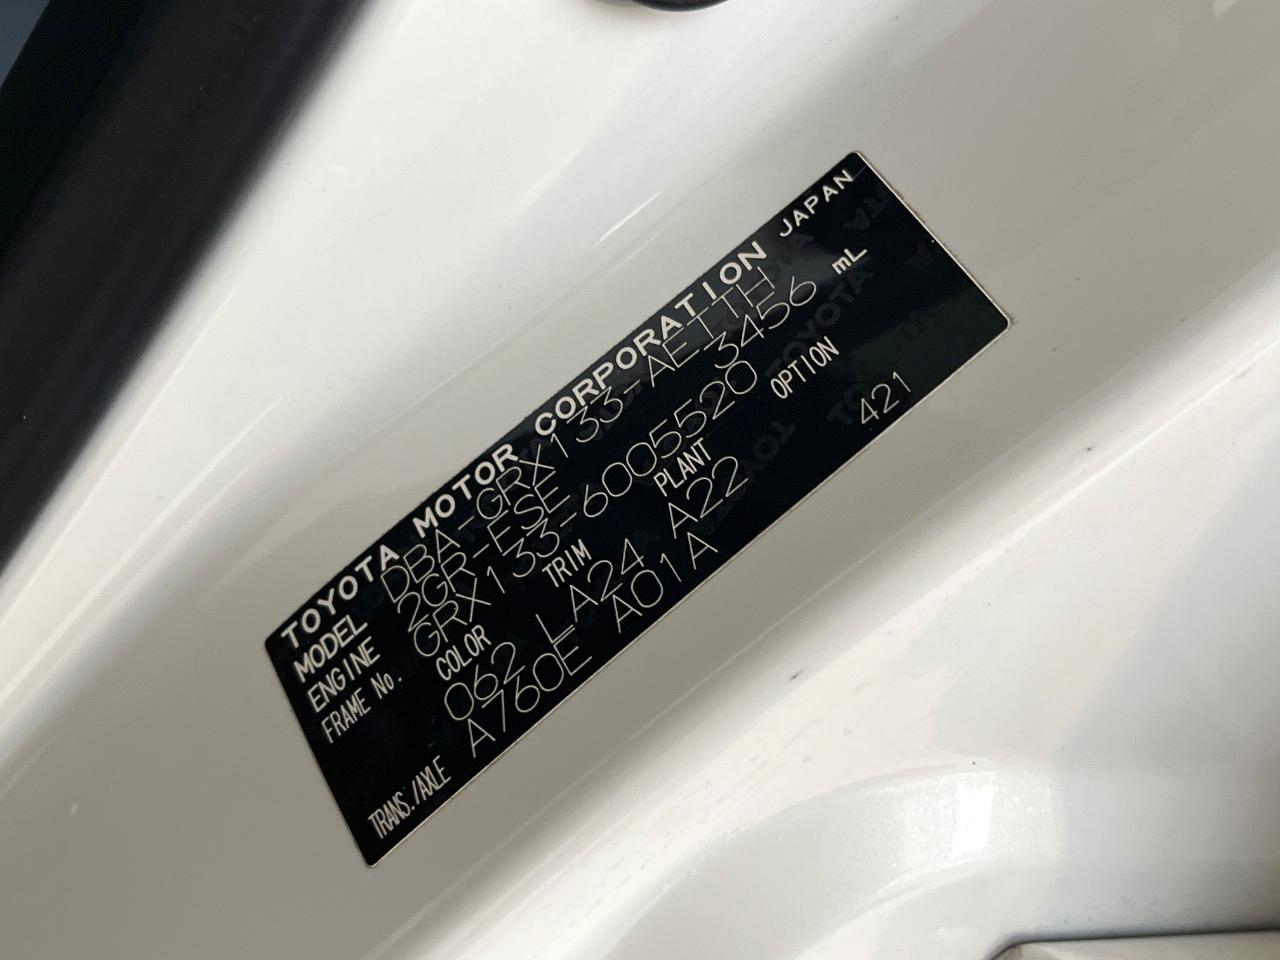 TOYOTA MOTOR CORPORATION JAPAN
MODEL DBA-GRX133-AETTH
ENGINE 2GR-FSE 3456 mL
FRAME No. GRX133-6005520
COLOR TRIM PLANT OPTION
062 LA24 A22 421
TRANS./AXLE A760E A01A